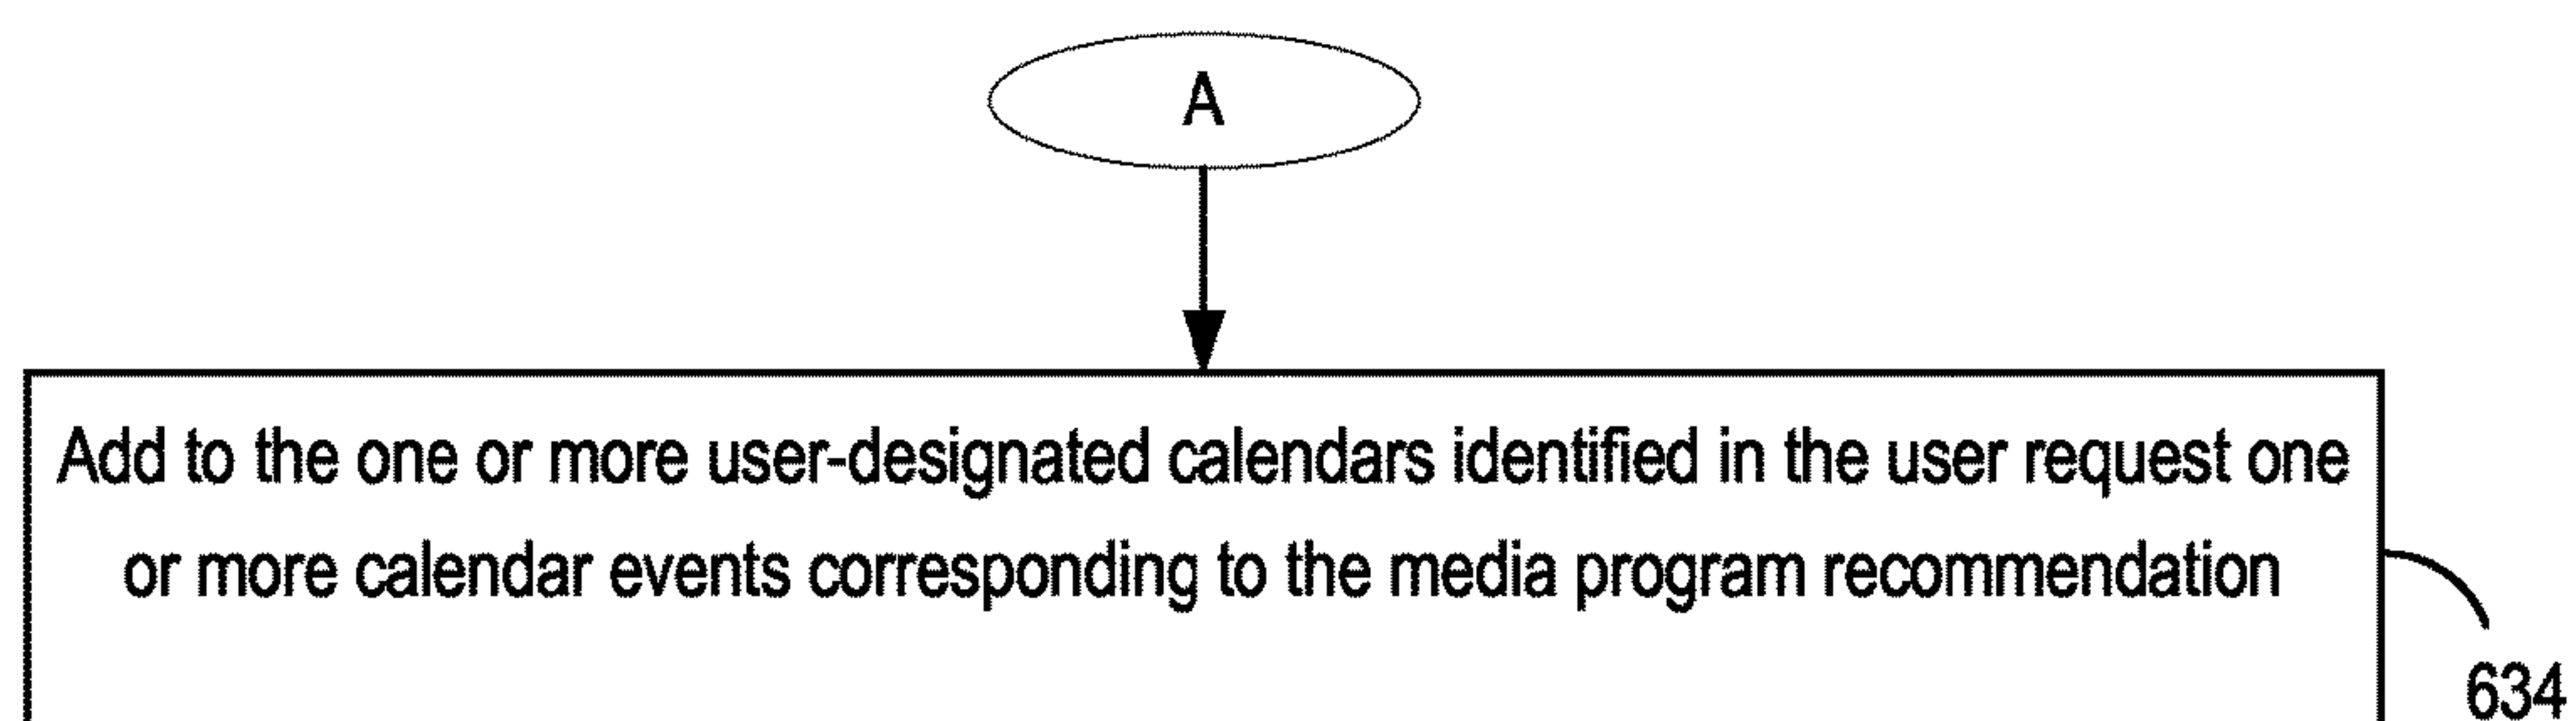 A
Add to the one or more user-designated calendars identified in the user request one
or more calendar events corresponding to the media program recommendation
634